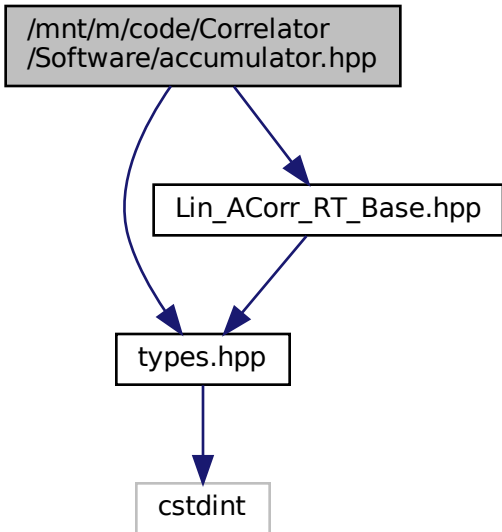 /mnt/m/code/Correlator
/Software/accumulator.hpp
Lin_ACorr_RT_Base.hpp
types.hpp
cstdint